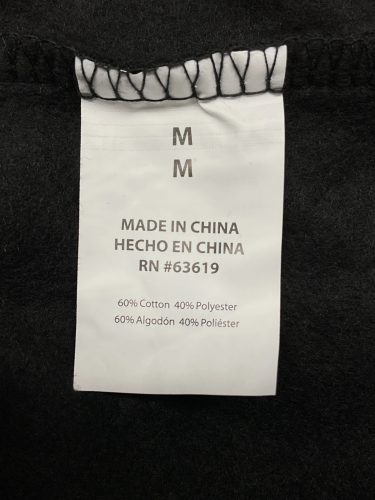 M
M
MADE IN CHINA
HECHO EN CHINA
RN #63619
60% Cotton 40% Polyester
60% Algodón 40% Poliéster